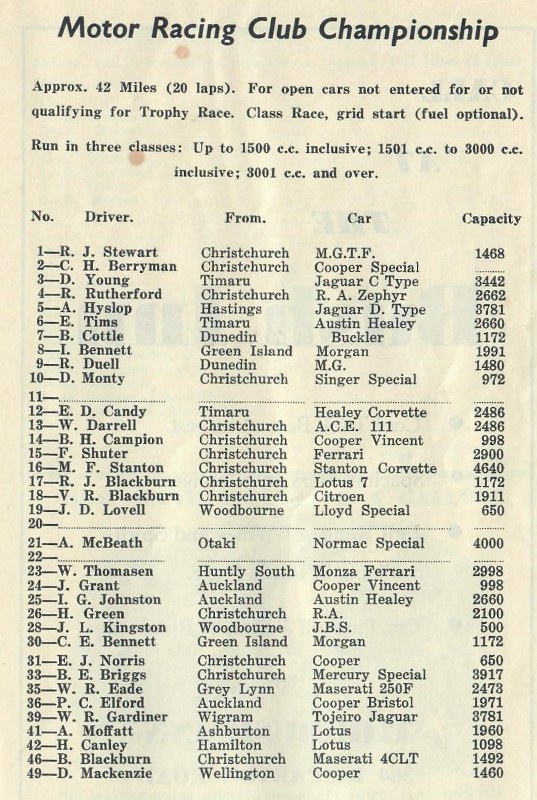 Motor Racing Club Championship
Approx. 42 Miles (20 laps). For open cars not entered for or not
qualifying for Trophy Race. Class Race, grid start (fuel optional).
Run in three classes: Up to 1500 c.c. inclusive; 1501 c.c. to 3000 c.c.
inclusive; 3001 c.c. and over.
No. Driver. From. Car Capacity
1—R. J. Stewart Christchurch M.G.T.F. 1468
2—C. H. Berryman Christchurch Cooper Special ........
3—D. Young Timaru Jaguar C Type 3442
4—R. Rutherford Christchurch R. A. Zephyr 2662
5—A. Hyslop Hastings Jaguar D. Type 3781
6—E. Tims Timaru Austin Healey 2660
7—B. Cottle Dunedin Buckler 1172
8—I. Bennett Green Island Morgan 1991
9—R. Duell Dunedin M.G. 1480
10—D. Monty Christchurch Singer Special 972
11—........
12—E. D. Candy Timaru Healey Corvette 2486
13—W. Darrell Christchurch A.C.E. 111 2486
14—B. H. Campion Christchurch Cooper Vincent 998
15—F. Shuter Christchurch Ferrari 2900
16—M. F. Stanton Christchurch Stanton Corvette 4640
17—R. J. Blackburn Christchurch Lotus 7 1172
18—V. R. Blackburn Christchurch Citroen 1911
19—J. D. Lovell Woodbourne Lloyd Special 650
20—........
21—A. McBeath Otaki Normac Special 4000
22—........
23—W. Thomasen Huntly South Monza Ferrari 2998
24—J. Grant Auckland Cooper Vincent 998
25—I. G. Johnston Auckland Austin Healey 2660
26—H. Green Christchurch R.A. 2100
28—J. L. Kingston Woodbourne J.B.S. 500
30—C. E. Bennett Green Island Morgan 1172
31—E. J. Norris Christchurch Cooper 650
33—B. E. Briggs Christchurch Mercury Special 3917
35—W. R. Eade Grey Lynn Maserati 250F 2473
36—P. C. Elford Auckland Cooper Bristol 1971
39—W. R. Gardiner Wigram Tojeiro Jaguar 3781
41—A. Moffatt Ashburton Lotus 1960
42—H. Canley Hamilton Lotus 1098
46—B. Blackburn Christchurch Maserati 4CLT 1492
49—D. Mackenzie Wellington Cooper 1460